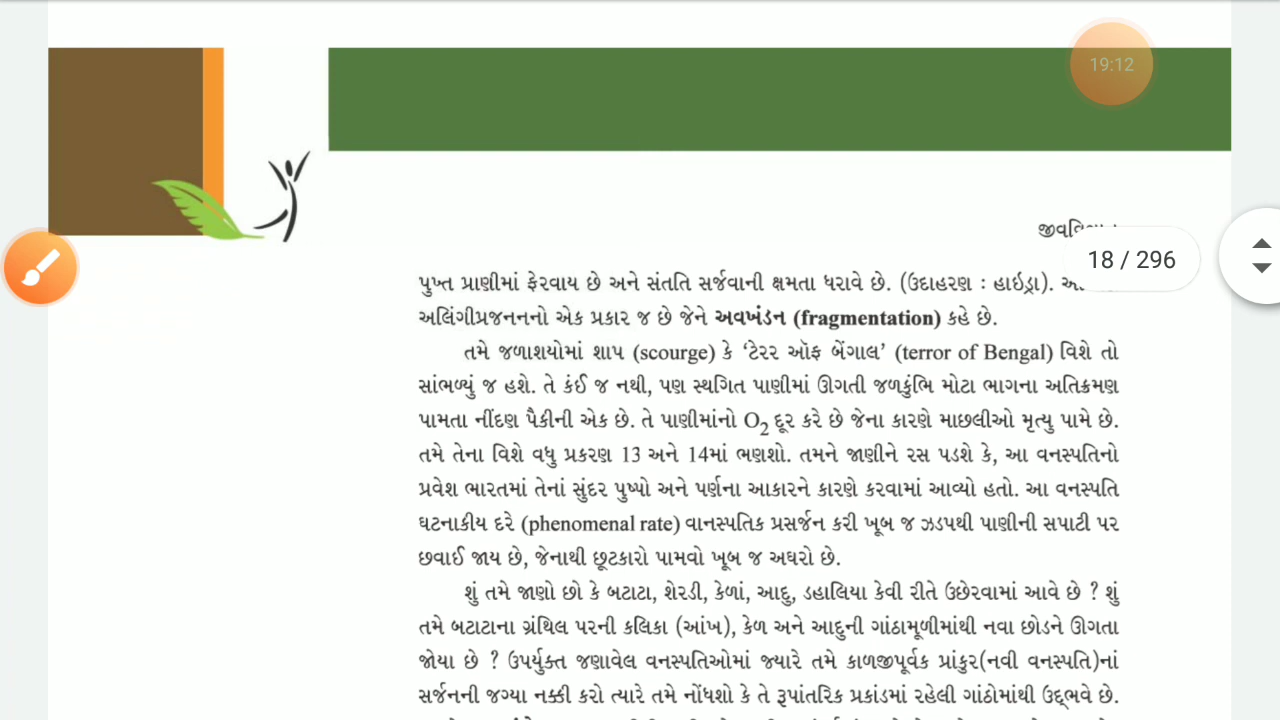 19:12
18 / 296
પુખ્ત પ્રાણીમાં ફેરવાય છે અને સંતતિ સર્જવાની ક્ષમતા ધરાવે છે. (ઉદાહરણ : હાઇડ્રા).
અલિંગીપ્રજનનનો એક પ્રકાર જ છે જેને અવખંડન (fragmentation) કહે છે.
તમે જળાશયોમાં શાપ (scourge) કે ‘ટેરર ઑફ બેંગાલ’ (terror of Bengal) વિશે તો
સાંભળ્યું જ હશે. તે કંઈ જ નથી, પણ સ્થગિત પાણીમાં ઊગતી જળકુંભિ મોટા ભાગના અતિક્રમણ
પામતા નીંદણ પૈકીની એક છે. તે પાણીમાંનો O₂ દૂર કરે છે જેના કારણે માછલીઓ મૃત્યુ પામે છે.
તમે તેના વિશે વધુ પ્રકરણ 13 અને 14માં ભણશો. તમને જાણીને રસ પડશે કે, આ વનસ્પતિનો
પ્રવેશ ભારતમાં તેનાં સુંદર પુષ્પો અને પર્ણના આકારને કારણે કરવામાં આવ્યો હતો. આ વનસ્પતિ
ઘટનાકીય દરે (phenomenal rate) વાનસ્પતિક પ્રસર્જન કરી ખૂબ જ ઝડપથી પાણીની સપાટી પર
છવાઈ જાય છે, જેનાથી છૂટકારો પામવો ખૂબ જ અઘરો છે.
શું તમે જાણો છો કે બટાટા, શેરડી, કેળાં, આદુ, ડહાલિયા કેવી રીતે ઉછેરવામાં આવે છે ? શું
તમે બટાટાના ગ્રંથિલ પરની કલિકા (આંખ), કેળ અને આદુની ગાંઠામૂળીમાંથી નવા છોડને ઊગતા
જોયા છે ? ઉપર્યુક્ત જણાવેલ વનસ્પતિઓમાં જ્યારે તમે કાળજીપૂર્વક પ્રાંકુર(નવી વનસ્પતિ)નાં
સર્જનની જગ્યા નક્કી કરો ત્યારે તમે નોંધશો કે તે રૂપાંતરિક પ્રકાંડમાં રહેલી ગાંઠોમાંથી ઉદ્‌ભવે છે.